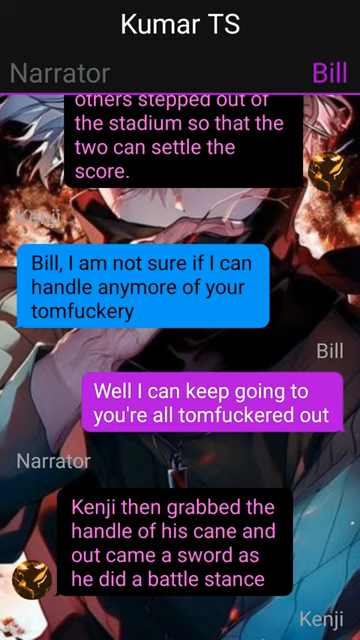 Kumar TS
Narrator
Bill
others stepped out of
the stadium so that the
two can settle the
score.
Kenji
Bill, I am not sure if I can
handle anymore of your
tomfuckery
Bill
Well I can keep going to
you're all tomfuckered out
Narrator
Kenji then grabbed the
handle of his cane and
out came a sword as
he did a battle stance
Kenji